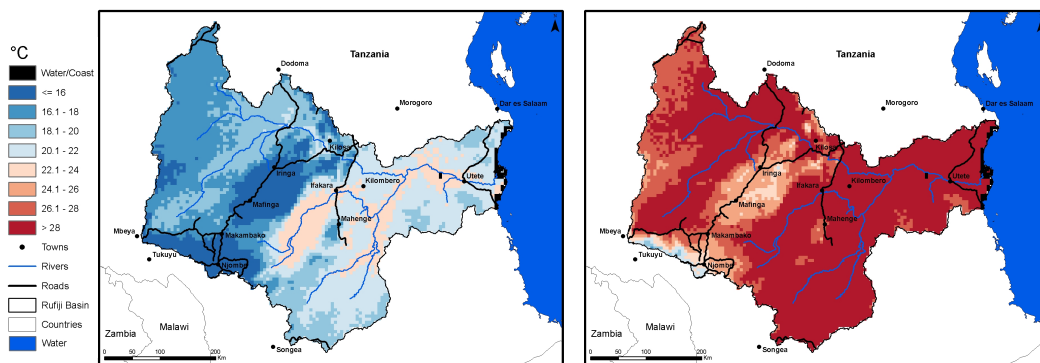 °C
Water/Coast
<= 16
16.1 - 18
18.1 - 20
20.1 - 22
22.1 - 24
24.1 - 26
26.1 - 28
> 28
Towns
Rivers
Roads
Rufiji Basin
Countries
Water
Tanzania
Dodoma
Morogoro
Dar es Salaam
Kilosa
Iringa
Ifakara
Kilombero
Utete
Mafinga
Mahenge
Mbeya
Makambako
Tukuyu
Njombe
Zambia
Malawi
Songea
0 50 100 200
Km
Tanzania
Dodoma
Morogoro
Dar es Salaam
Kilosa
Iringa
Ifakara
Kilombero
Utete
Mafinga
Mahenge
Mbeya
Makambako
Tukuyu
Njombe
Zambia
Malawi
Songea
0 50 100 200
Km